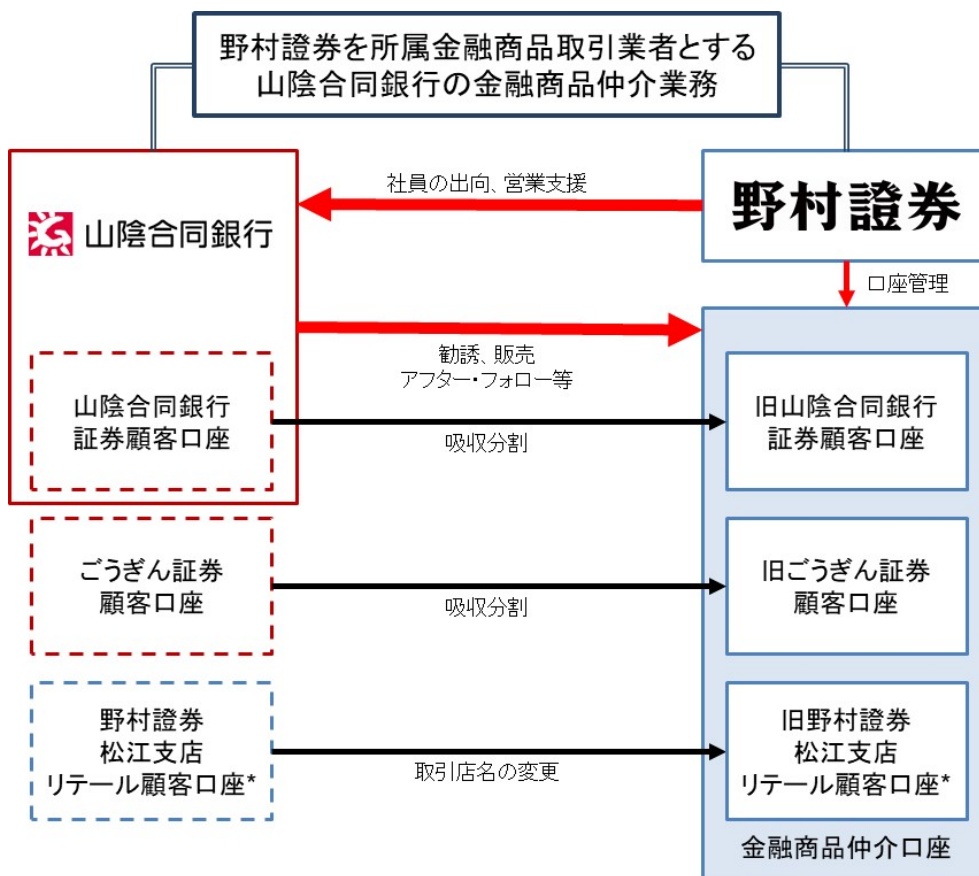 野村證券を所属金融商品取引業者とする
山陰合同銀行の金融商品仲介業務
社員の出向、営業支援
山陰合同銀行
野村證券
口座管理
勧誘、販売
アフター・フォロー等
山陰合同銀行
証券顧客口座
吸収分割
旧山陰合同銀行
証券顧客口座
ごうぎん証券
顧客口座
吸収分割
旧ごうぎん証券
顧客口座
野村證券
松江支店
リテール顧客口座*
取引店名の変更
旧野村證券
松江支店
リテール顧客口座*
金融商品仲介口座